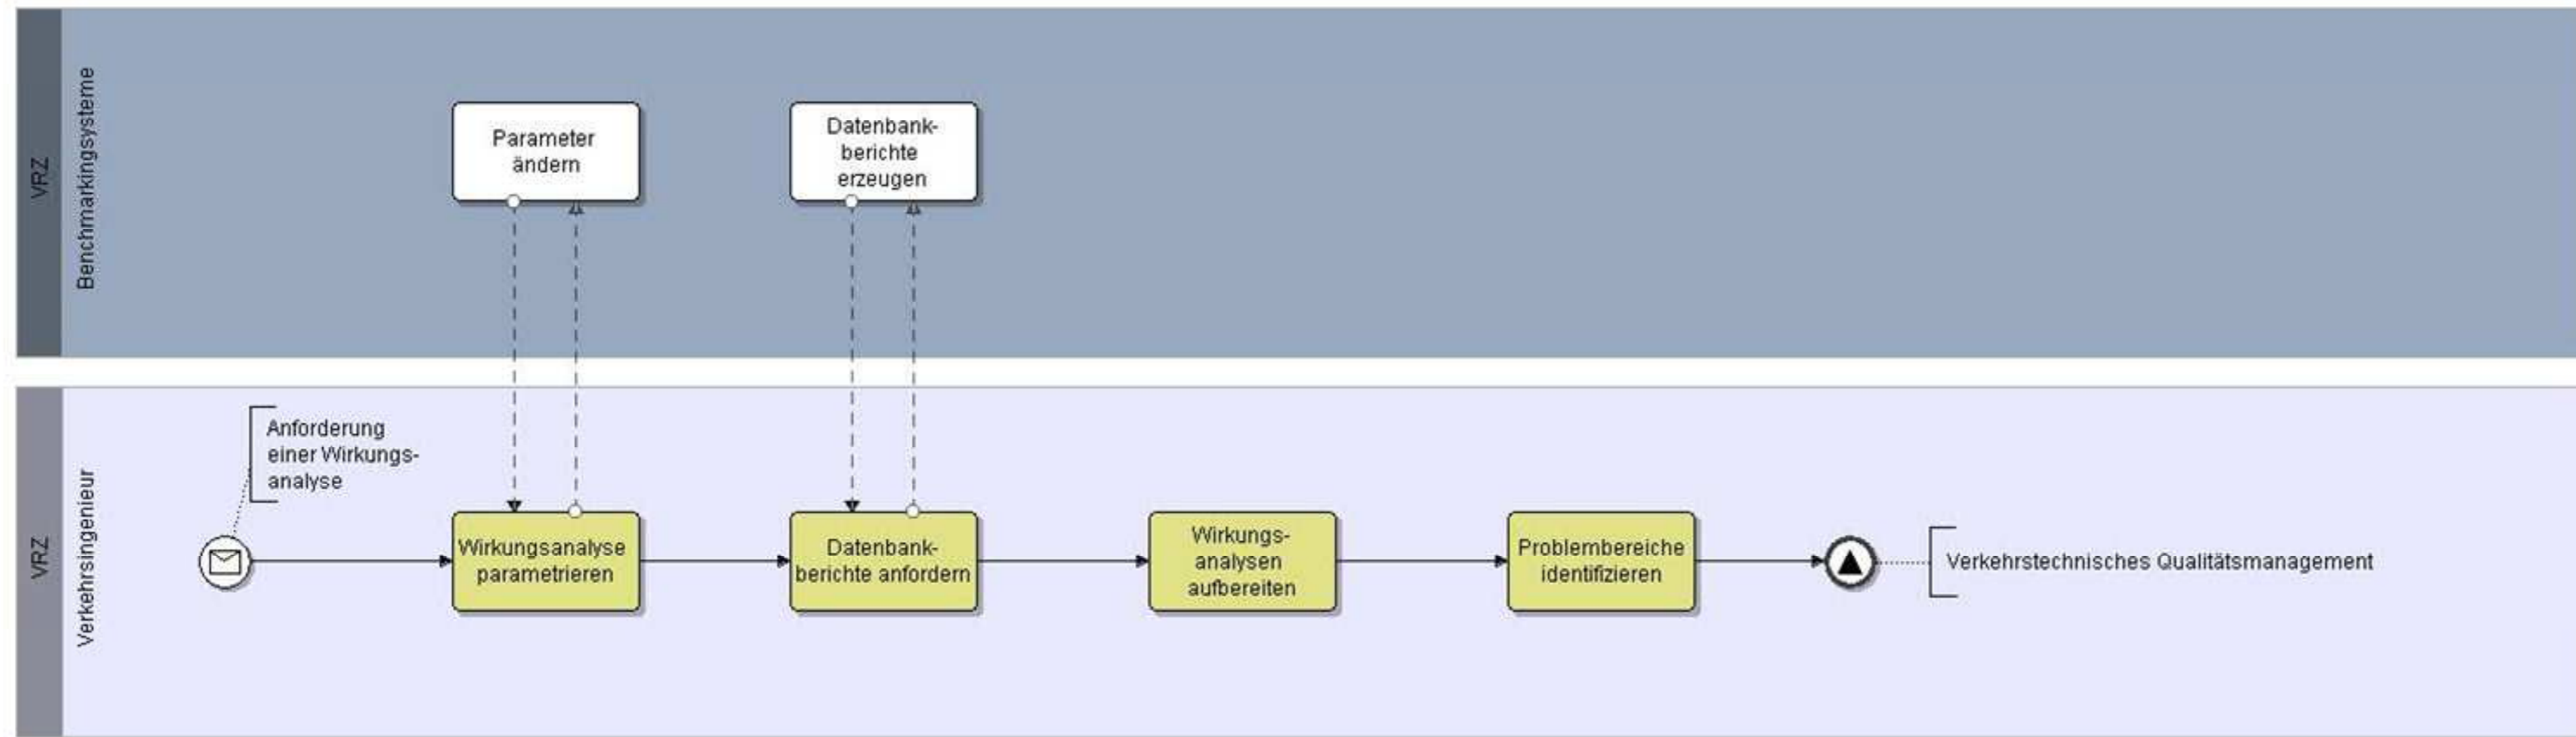 VRZ
Benchmarkingsysteme
Parameter
ändern
Datenbank-
berichte
erzeugen
VRZ
Verkehrsingenieur
Anforderung
einer Wirkungs-
analyse
Wirkungsanalyse
parametrieren
Datenbank-
berichte anfordern
Wirkungs-
analysen
aufbereiten
Problembereiche
identifizieren
Verkehrstechnisches Qualitätsmanagement